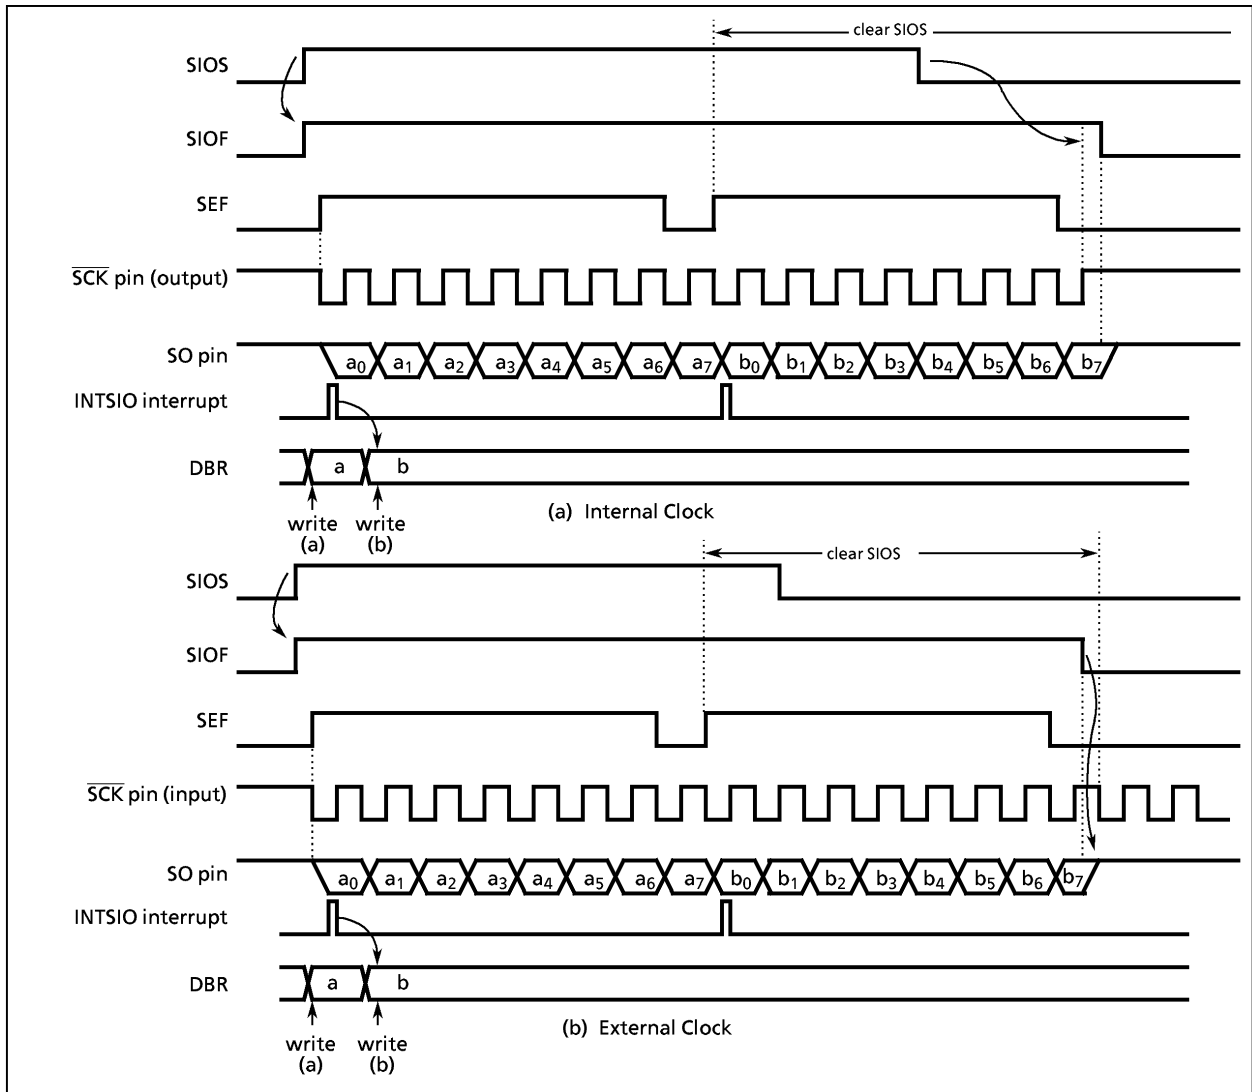 clear SIOS
SIOS
SIOF
SEF
SCK pin (output)
SO pin a0 a1 a2 a3 a4 a5 a6 a7 b0 b1 b2 b3 b4 b5 b6 b7
INTSIO interrupt
DBR a b
(a) Internal Clock
write (a)
write (b)
clear SIOS
SIOS
SIOF
SEF
SCK pin (input)
SO pin a0 a1 a2 a3 a4 a5 a6 a7 b0 b1 b2 b3 b4 b5 b6 b7
INTSIO interrupt
DBR a b
(b) External Clock
write (a)
write (b)